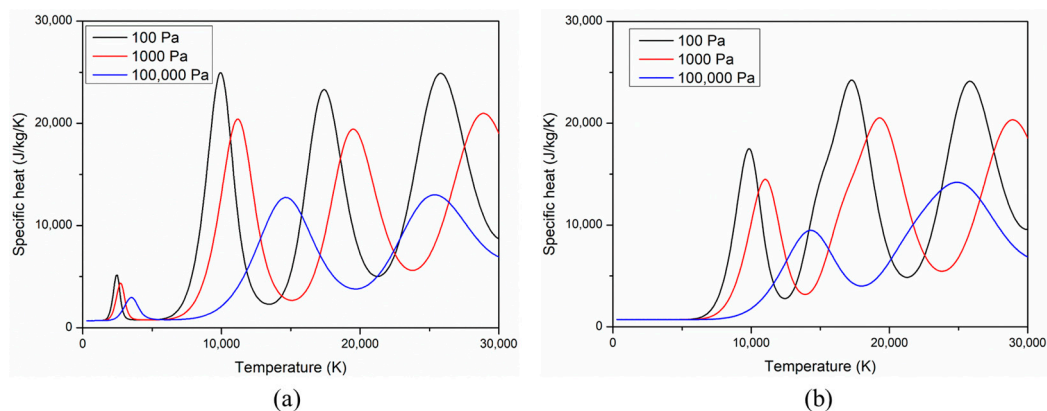 30,000
20,000
10,000
0
Specific heat (J/kg/K)
100 Pa
1000 Pa
100,000 Pa
0
10,000
20,000
30,000
Temperature (K)
(a)
30,000
20,000
10,000
0
Specific heat (J/kg/K)
100 Pa
1000 Pa
100,000 Pa
0
10,000
20,000
30,000
Temperature (K)
(b)